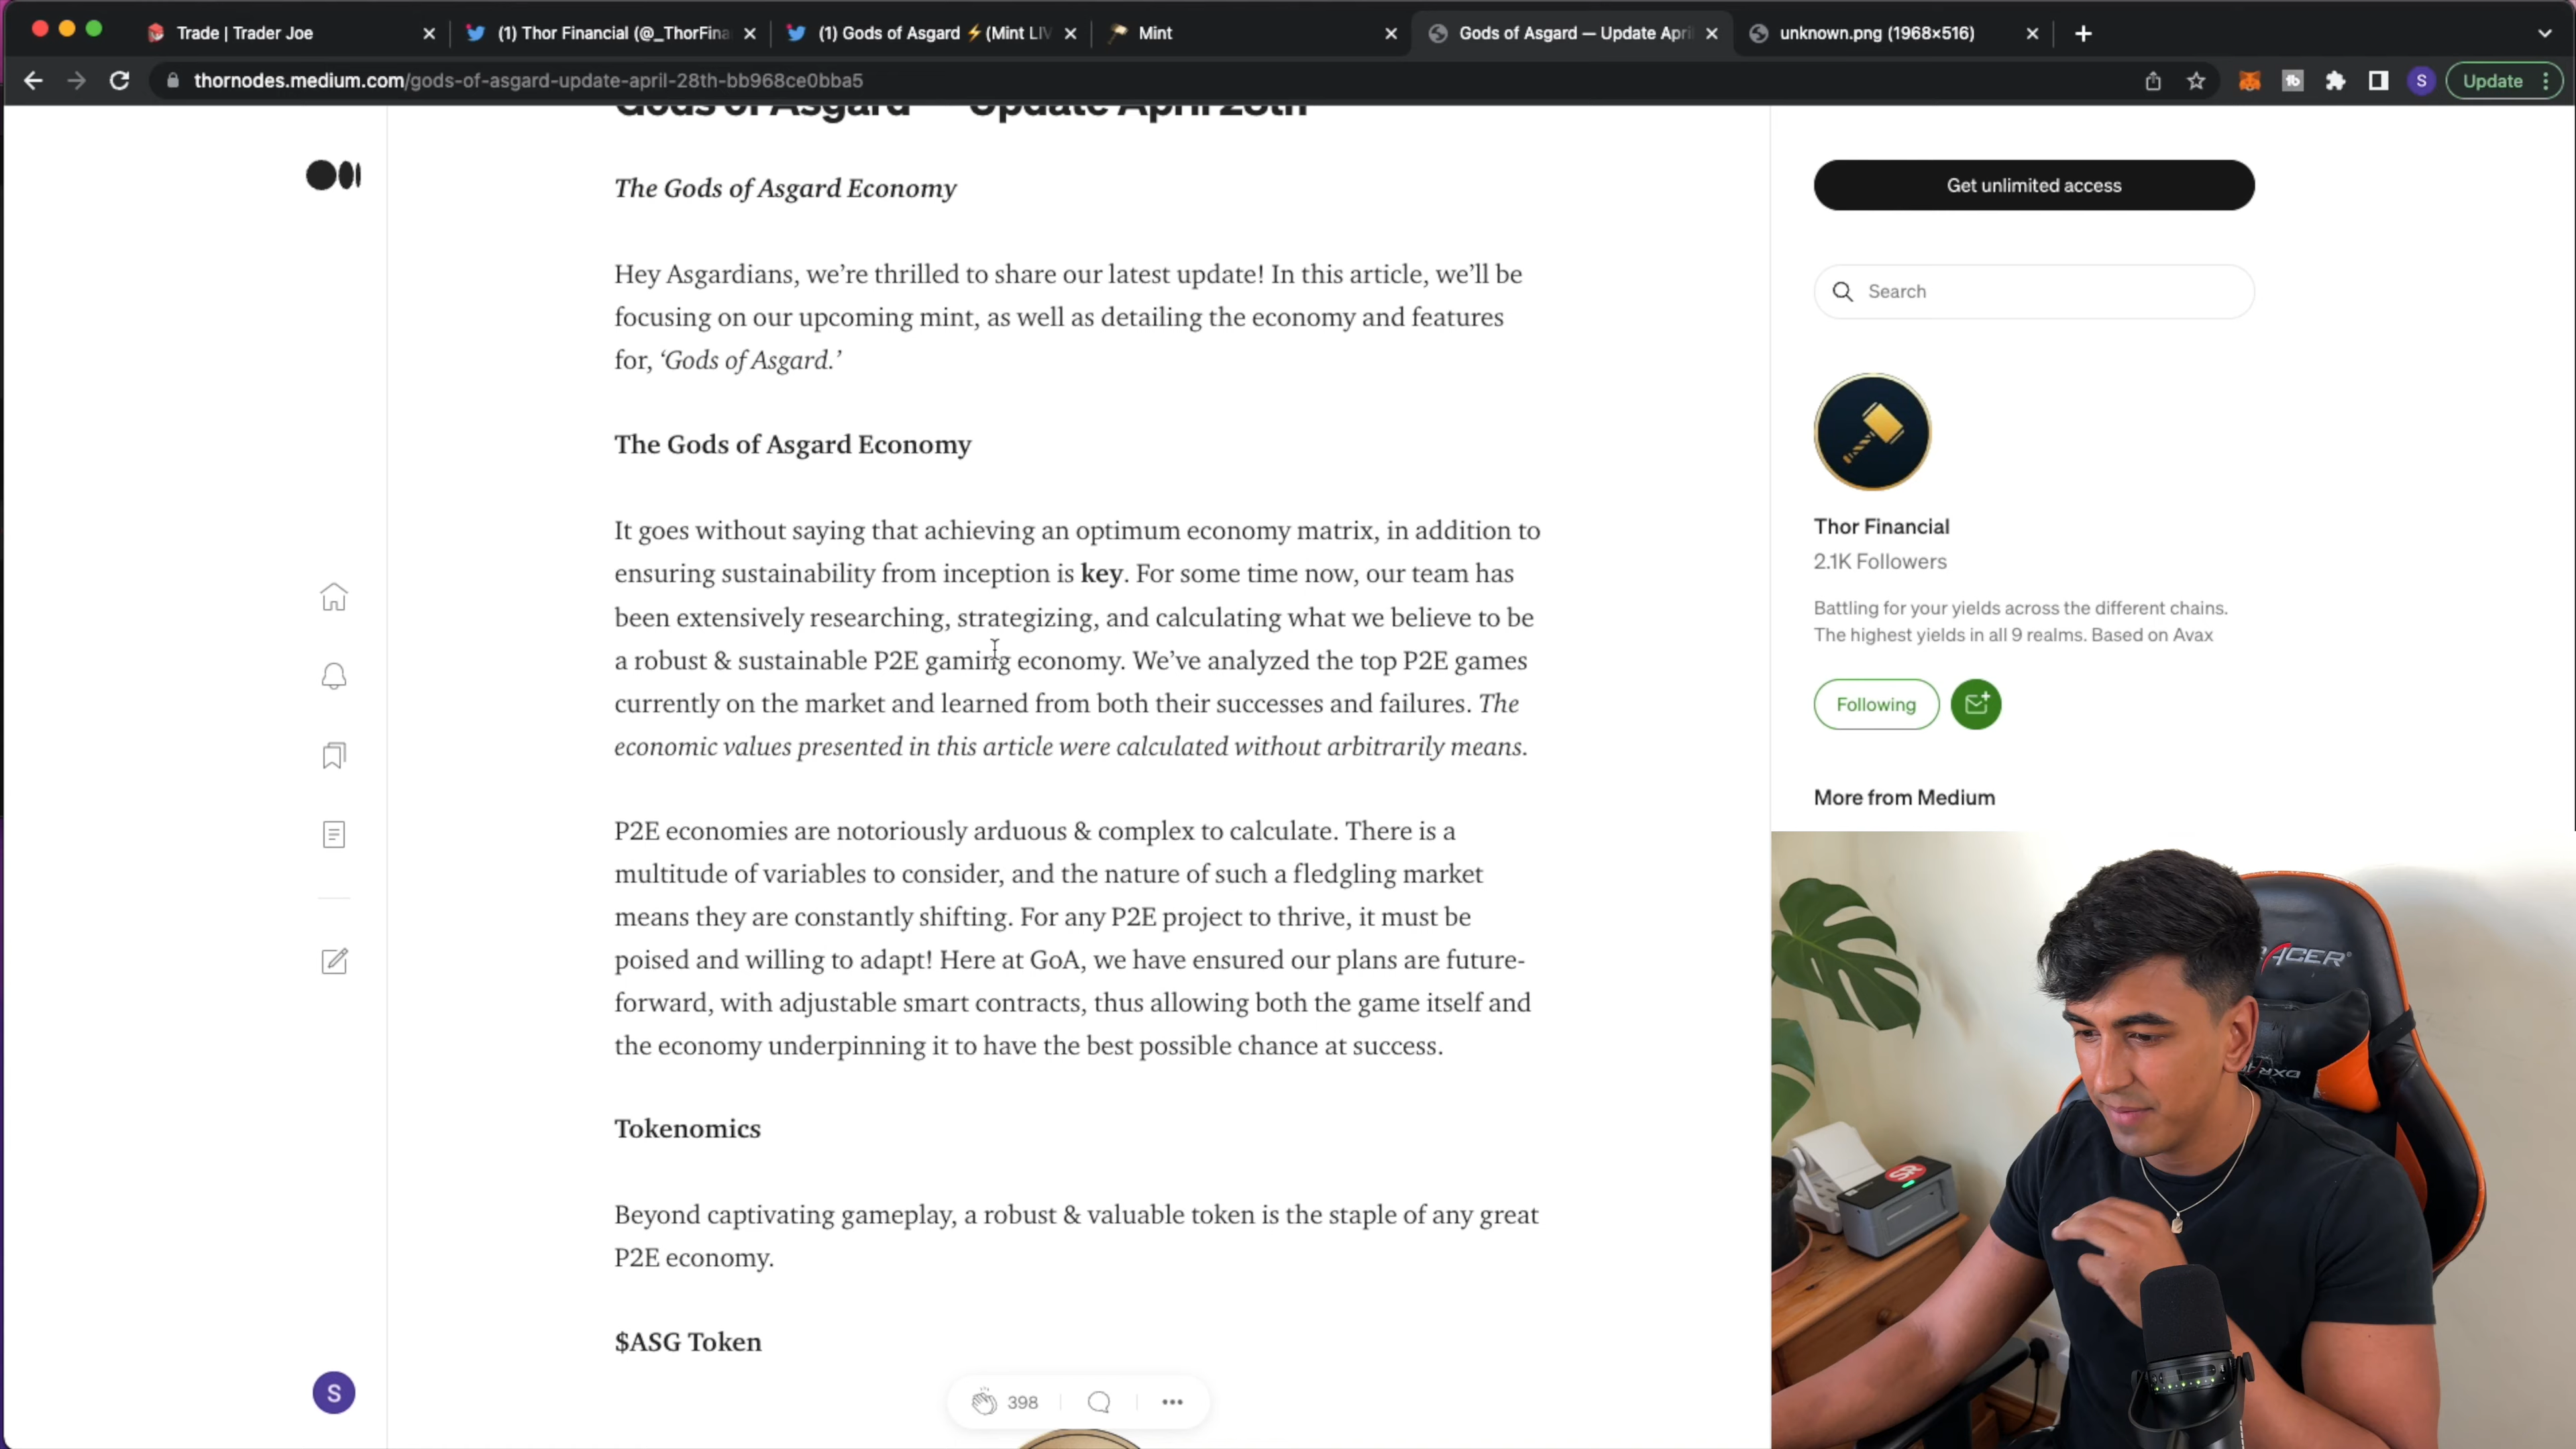 Trade | Trader Joe
(1) Thor Financial (@_ThorFina
(1) Gods of Asgard ⚡(Mint LIV
Mint
Gods of Asgard — Update Apri
unknown.png (1968×516)
thornodes.medium.com/gods-of-asgard-update-april-28th-bb968ce0bba5
S
Update
Gods of Asgard — Update April 28th
The Gods of Asgard Economy
Hey Asgardians, we're thrilled to share our latest update! In this article, we'll be
focusing on our upcoming mint, as well as detailing the economy and features
for, 'Gods of Asgard.'
The Gods of Asgard Economy
It goes without saying that achieving an optimum economy matrix, in addition to
ensuring sustainability from inception is key. For some time now, our team has
been extensively researching, strategizing, and calculating what we believe to be
a robust & sustainable P2E gaming economy. We've analyzed the top P2E games
currently on the market and learned from both their successes and failures. The
economic values presented in this article were calculated without arbitrarily means.
P2E economies are notoriously arduous & complex to calculate. There is a
multitude of variables to consider, and the nature of such a fledgling market
means they are constantly shifting. For any P2E project to thrive, it must be
poised and willing to adapt! Here at GoA, we have ensured our plans are future-
forward, with adjustable smart contracts, thus allowing both the game itself and
the economy underpinning it to have the best possible chance at success.
Tokenomics
Beyond captivating gameplay, a robust & valuable token is the staple of any great
P2E economy.
$ASG Token
398
S
Get unlimited access
Search
Thor Financial
2.1K Followers
Battling for your yields across the different chains.
The highest yields in all 9 realms. Based on Avax
Following
More from Medium
SR